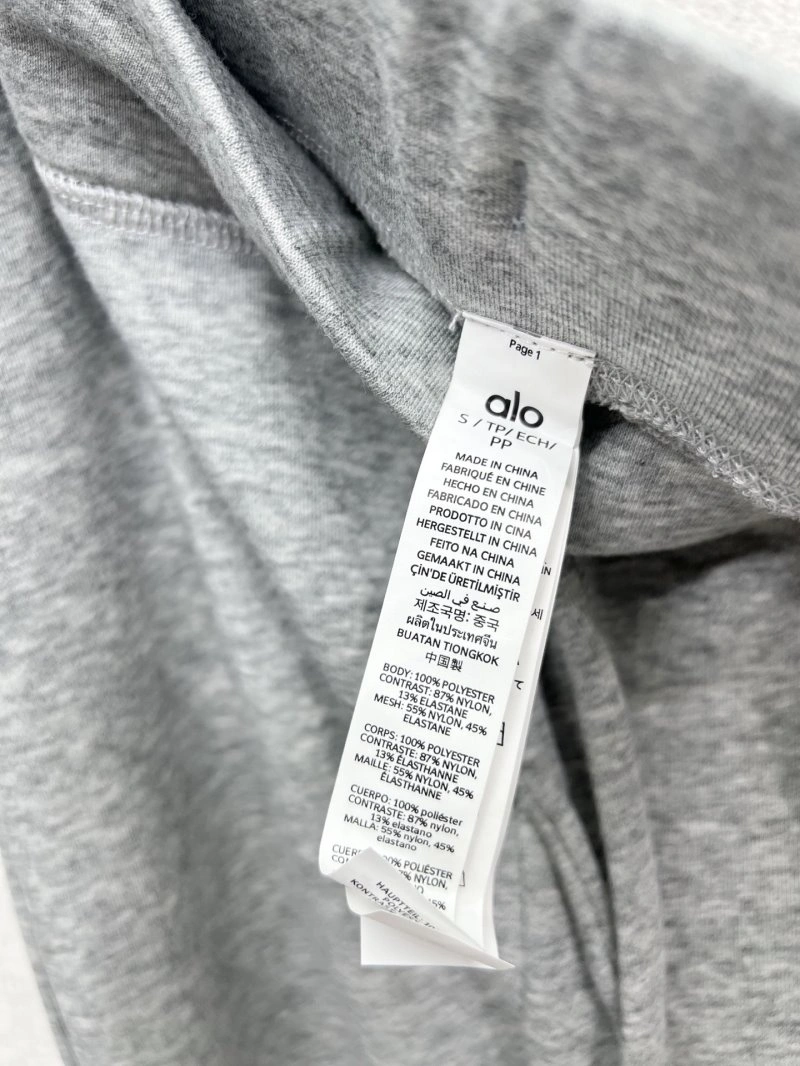 Page 1
alo
S / TP/ ECH/
PP
MADE IN CHINA
FABRIQUÉ EN CHINE
HECHO EN CHINA
FABRICADO EN CHINA
PRODOTTO IN CINA
HERGESTELLT IN CHINA
FEITO NA CHINA
GEMAAKT IN CHINA
ÇİN'DE ÜRETİLMİŞTİR
صنع في الصين
제조국명: 중국
ผลิตในประเทศจีน
BUATAN TIONGKOK
中国製
BODY: 100% POLYESTER
CONTRAST: 87% NYLON,
13% ELASTANE
MESH: 55% NYLON, 45%
ELASTANE
CORPS: 100% POLYESTER
CONTRASTE: 87% NYLON,
13% ÉLASTHANNE
MAILLE: 55% NYLON, 45%
ÉLASTHANNE
CUERPO: 100% poliéster
CONTRASTE: 87% nylon,
13% elastano
MALLA: 55% nylon, 45%
elastano
POLIÉSTER
NYLON,
HAUPTTEIL: